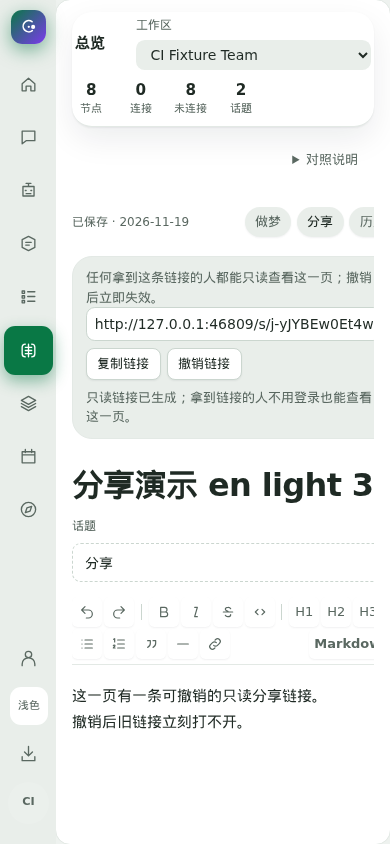 总览
工作区
CI Fixture Team
8 0 8 2
节点 连接 未连接 话题
▶ 对照说明
已保存 · 2026-11-19
做梦 分享 历
任何拿到这条链接的人都能只读查看这一页；撤销
后立即失效。
http://127.0.0.1:46809/s/j-yJYBEw0Et4w
复制链接 撤销链接
只读链接已生成；拿到链接的人不用登录也能查看
这一页。
分享演示 en light 3
话题
分享
B I S <> H1 H2 H3
Markdow
这一页有一条可撤销的只读分享链接。
撤销后旧链接立刻打不开。
浅色
CI